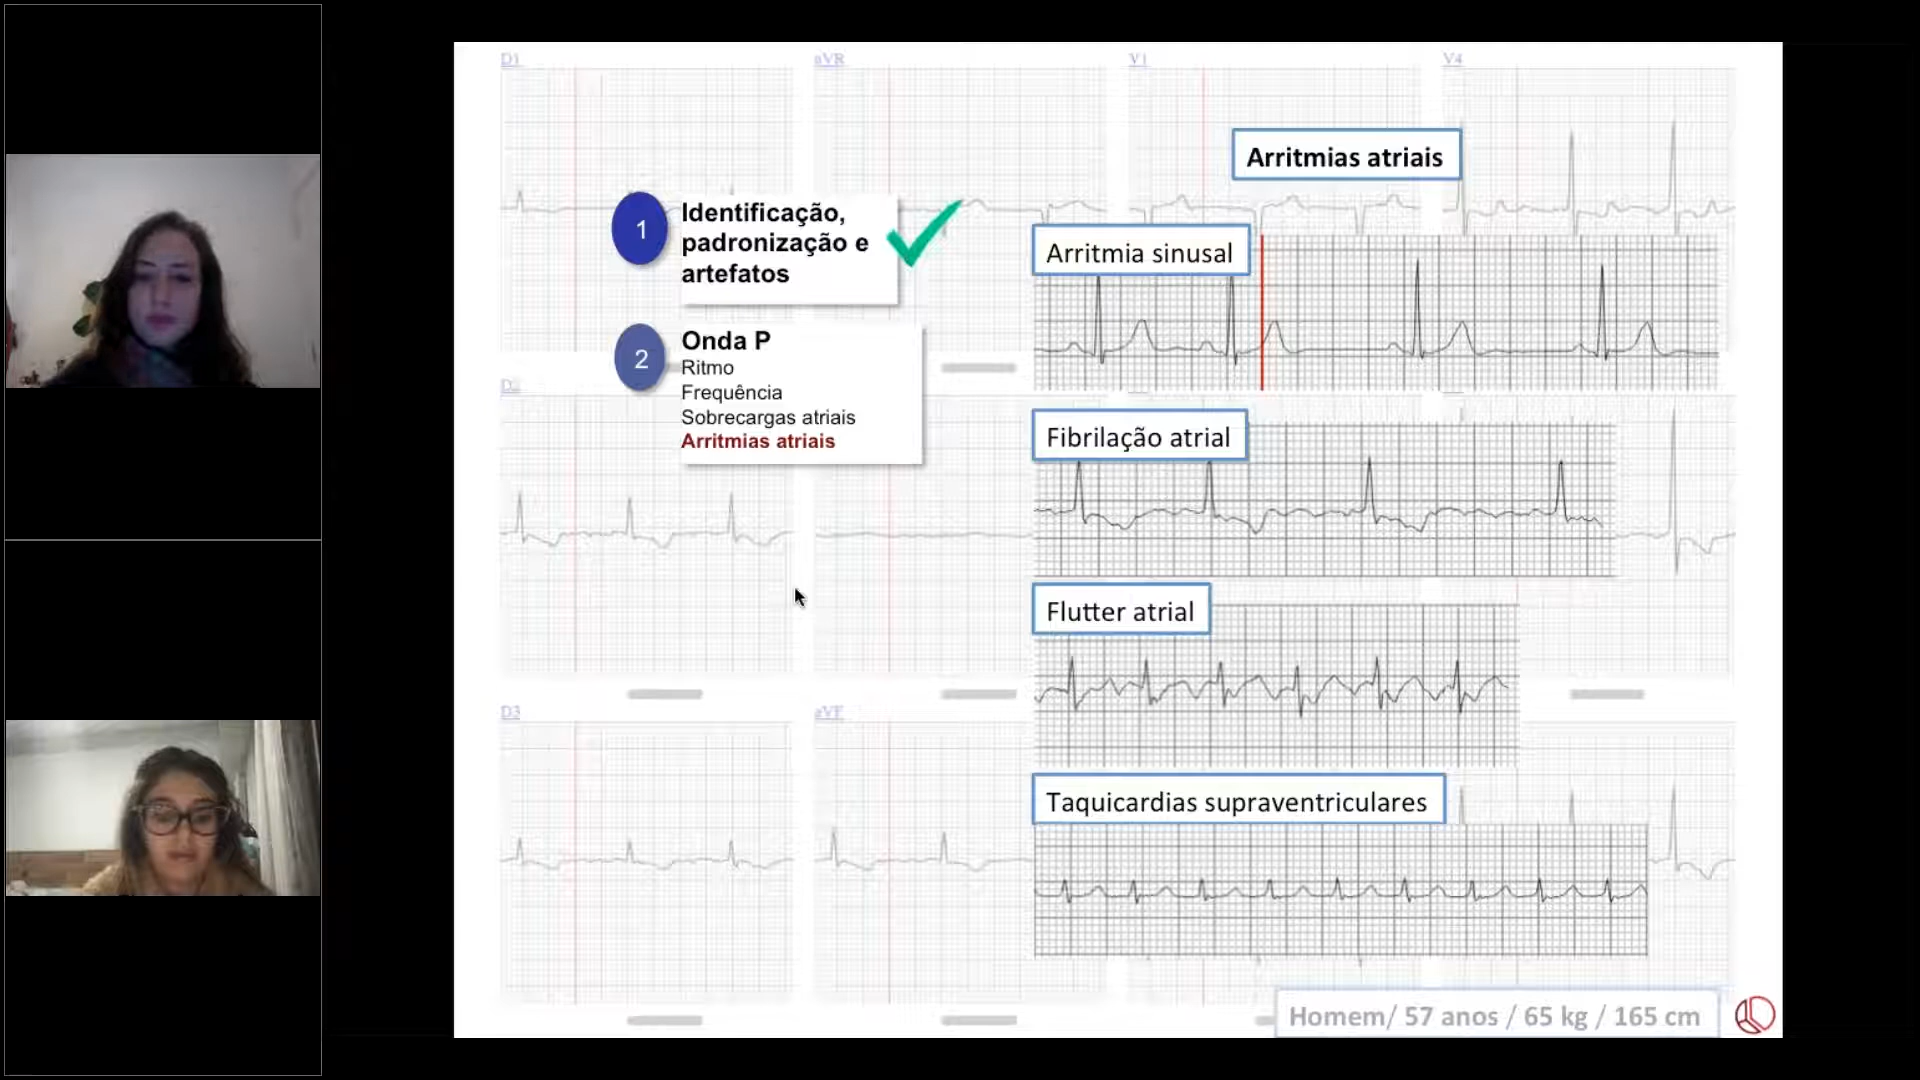 D1
aVR
V1
V4
Arritmias atriais
1
Identificação,
padronização e
artefatos
Arritmia sinusal
2
Onda P
Ritmo
Frequência
Sobrecargas atriais
Arritmias atriais
D2
Fibrilação atrial
Flutter atrial
D3
aVF
Taquicardias supraventriculares
Homem/ 57 anos / 65 kg / 165 cm